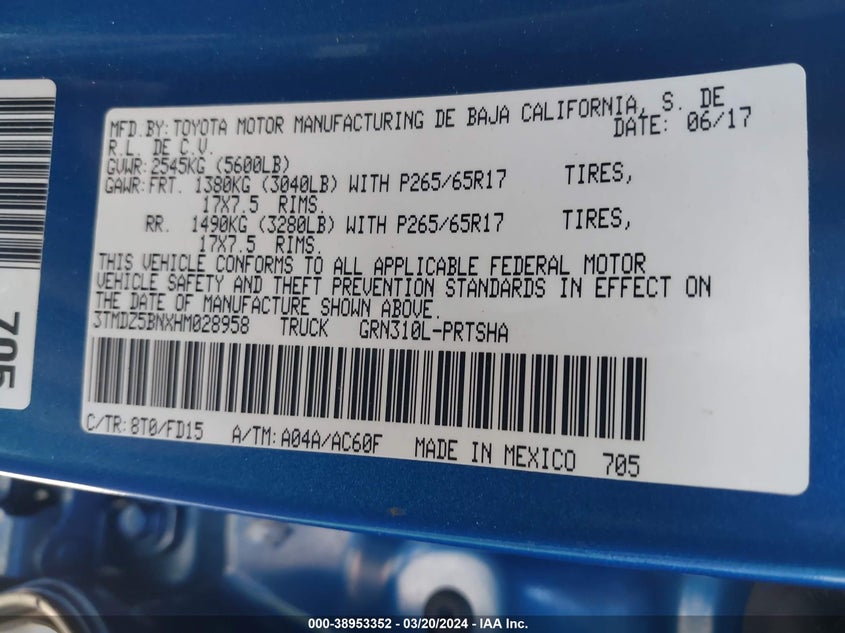 MFD.BY:TOYOTA MOTOR MANUFACTURING DE BAJA CALIFORNIA, S. DE
R.L. DE C.V. DATE: 06/17
GVWR:2545KG (5600LB)
GAWR:FRT. 1380KG (3040LB) WITH P265/65R17 TIRES,
17X7.5 RIMS.
RR. 1490KG (3280LB) WITH P265/65R17 TIRES,
17X7.5 RIMS.
THIS VEHICLE CONFORMS TO ALL APPLICABLE FEDERAL MOTOR
VEHICLE SAFETY AND THEFT PREVENTION STANDARDS IN EFFECT ON
THE DATE OF MANUFACTURE SHOWN ABOVE.
3TMDZ5BNXHM028958 TRUCK GRN310L-PRTSHA
C/TR:8T0/FD15 A/TM:A04A/AC60F MADE IN MEXICO 705
705
000-38953352 - 03/20/2024 - IAA Inc.